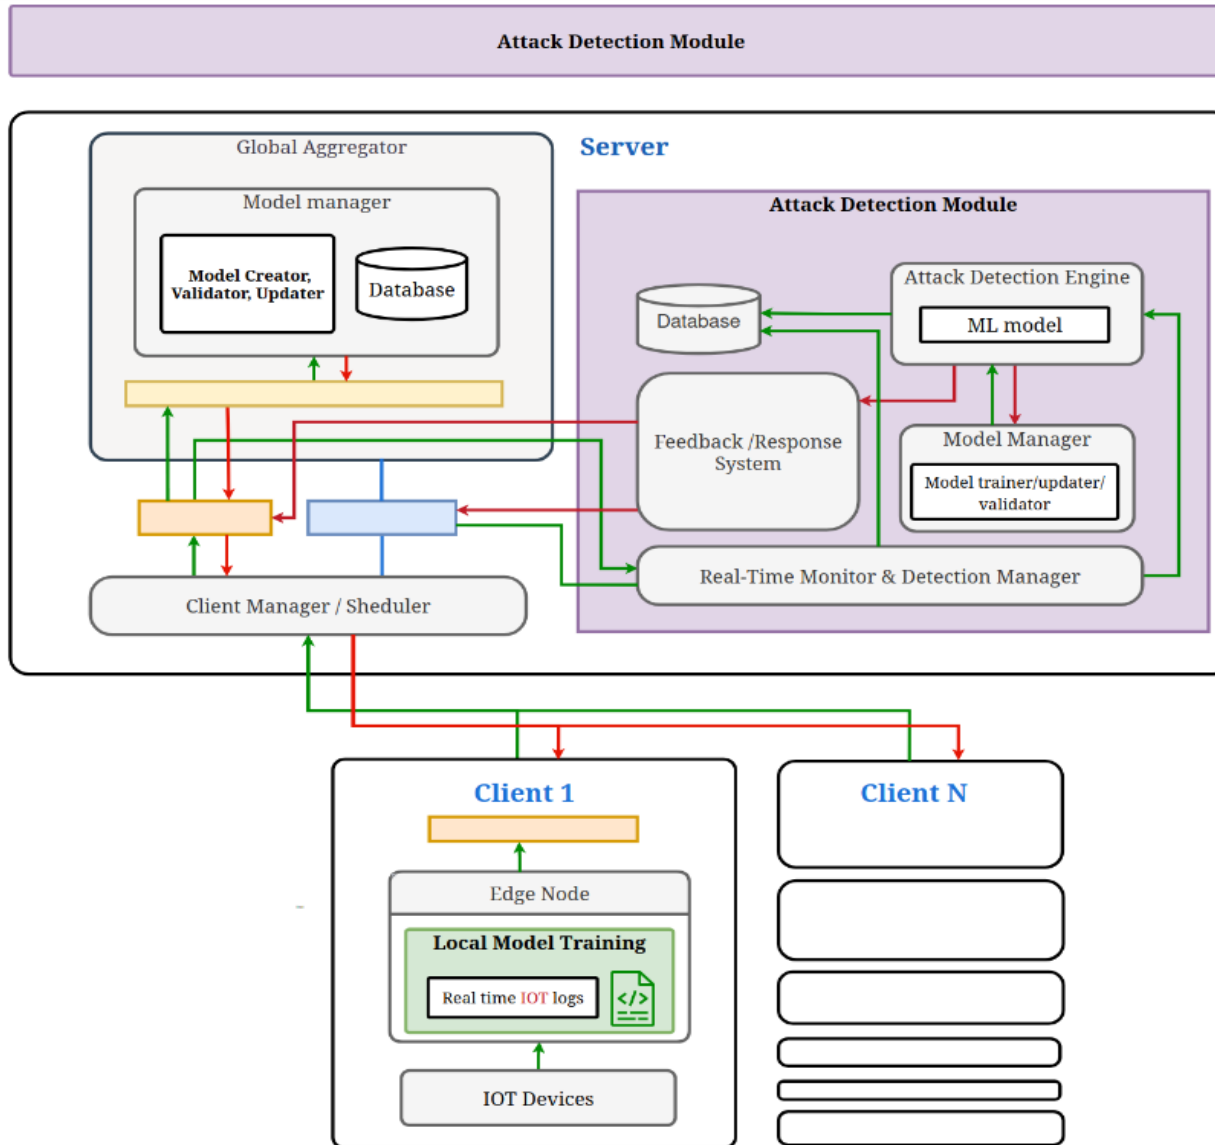 Attack Detection Module
Server
Global Aggregator
Model manager
Model Creator,
Validator, Updater
Database
Attack Detection Module
Attack Detection Engine
ML model
Database
Feedback /Response
System
Model Manager
Model trainer/updater/
validator
Real-Time Monitor & Detection Manager
Client Manager / Sheduler
Client 1
Edge Node
Local Model Training
Real time IOT logs
</>
IOT Devices
Client N